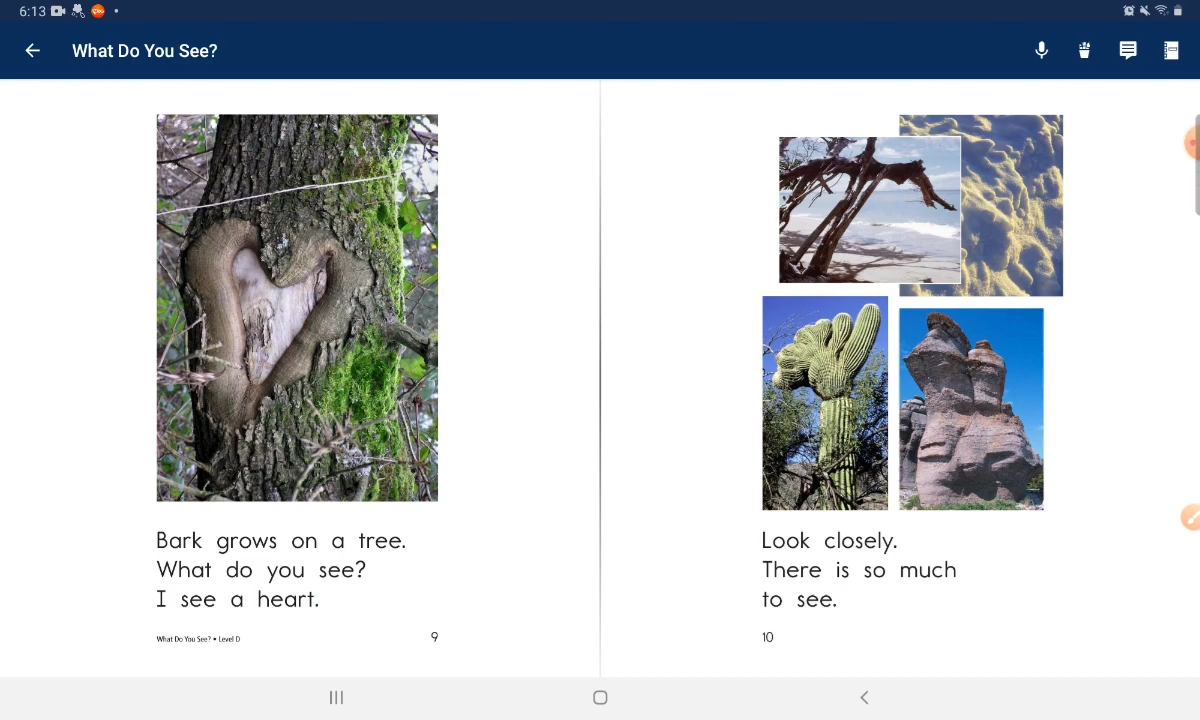 6:13
What Do You See?
Bark grows on a tree.
What do you see?
I see a heart.
What Do You See? • Level D
9
Look closely.
There is so much
to see.
10